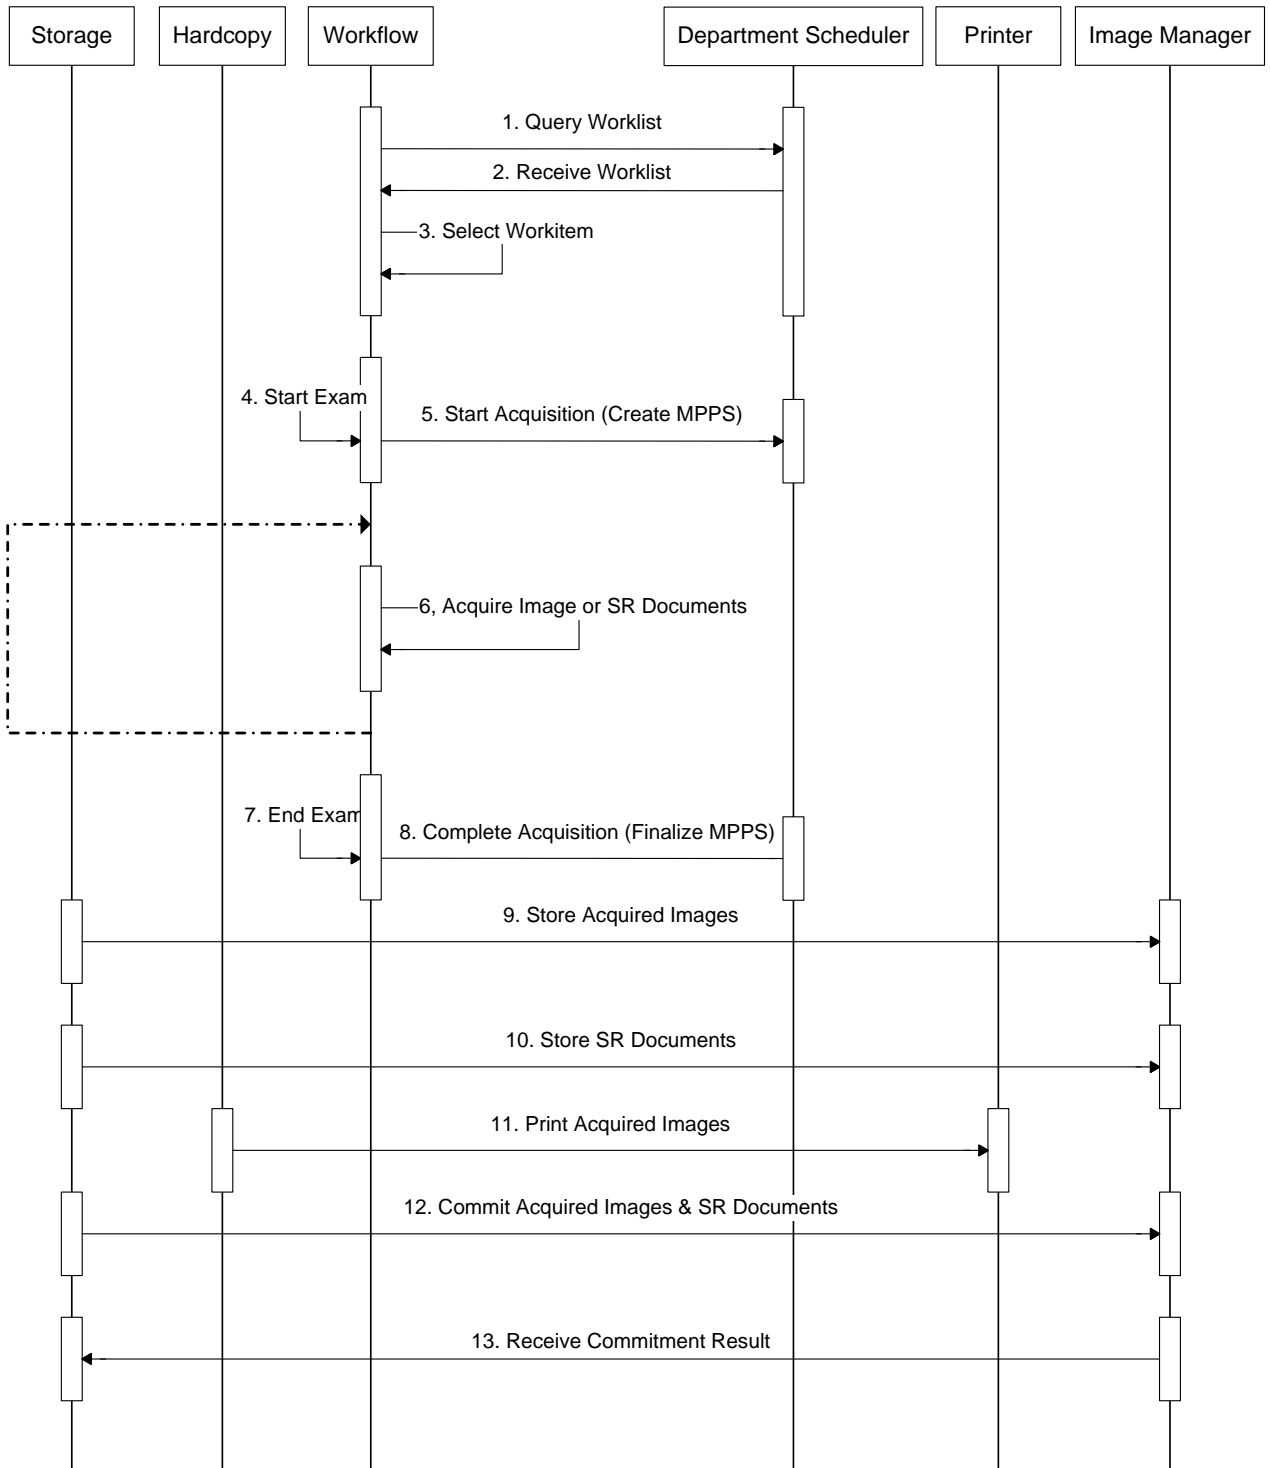 Storage
Hardcopy
Workflow
Department Scheduler
Printer
Image Manager
1. Query Worklist
2. Receive Worklist
3. Select Workitem
4. Start Exam
5. Start Acquisition (Create MPPS)
6, Acquire Image or SR Documents
7. End Exam
8. Complete Acquisition (Finalize MPPS)
9. Store Acquired Images
10. Store SR Documents
11. Print Acquired Images
12. Commit Acquired Images & SR Documents
13. Receive Commitment Result